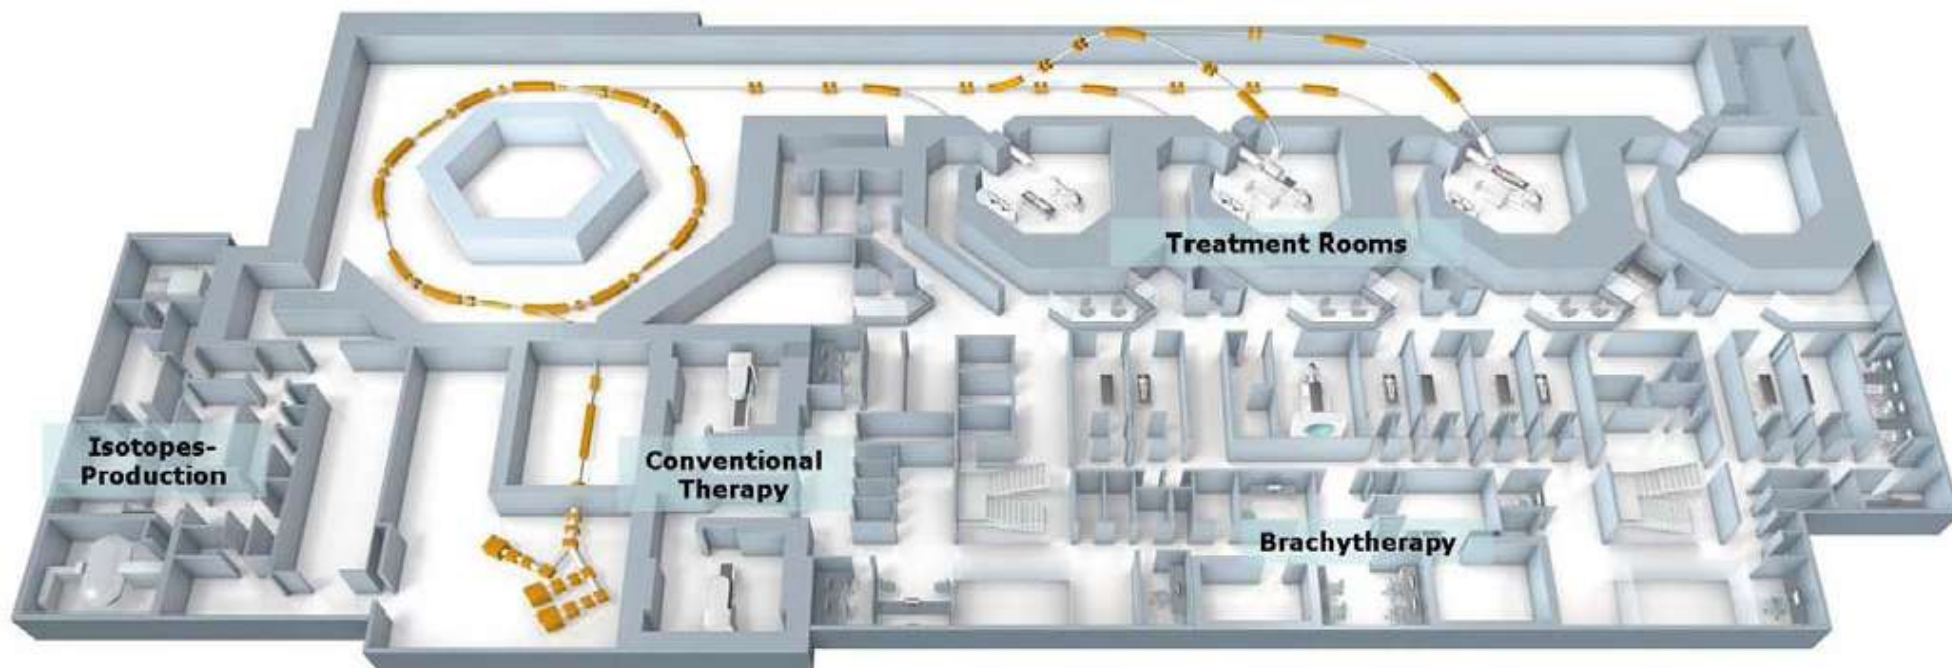 Treatment Rooms
Isotopes-
Production
Conventional
Therapy
Brachytherapy